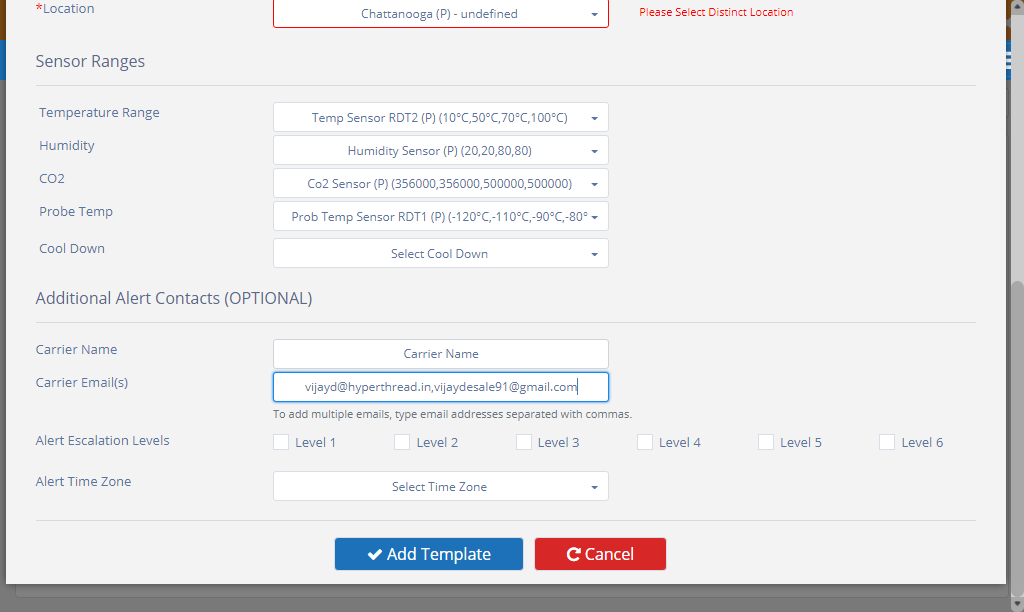 *Location
Chattanooga (P) - undefined
Please Select Distinct Location
Sensor Ranges
Temperature Range
Temp Sensor RDT2 (P) (10°C,50°C,70°C,100°C)
Humidity
Humidity Sensor (P) (20,20,80,80)
CO2
Co2 Sensor (P) (356000,356000,500000,500000)
Probe Temp
Prob Temp Sensor RDT1 (P) (-120°C,-110°C,-90°C,-80°
Cool Down
Select Cool Down
Additional Alert Contacts (OPTIONAL)
Carrier Name
Carrier Name
Carrier Email(s)
vijayd@hyperthread.in,vijaydesale91@gmail.com
To add multiple emails, type email addresses separated with commas.
Alert Escalation Levels
Level 1 Level 2 Level 3 Level 4 Level 5 Level 6
Alert Time Zone
Select Time Zone
Add Template Cancel